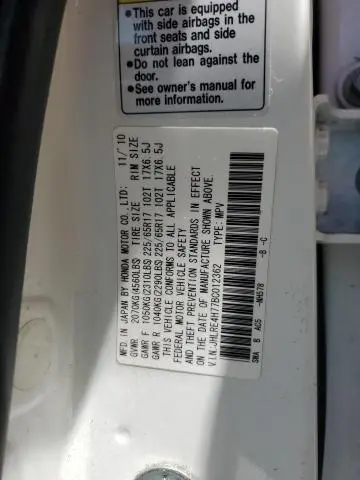 •This car is equipped
with side airbags in the
front seats and side
curtain airbags.
•Do not lean against the
door.
•See owner's manual for
more information.
MFD. IN JAPAN BY HONDA MOTOR CO., LTD. 11/'10
GVWR 2070KG(4560LBS) TIRE SIZE RIM SIZE
GAWR F 1050KG(2310LBS) 225/65R17 102T 17X6.5J
GAWR R 1040KG(2290LBS) 225/65R17 102T 17X6.5J
THIS VEHICLE CONFORMS TO ALL APPLICABLE
FEDERAL MOTOR VEHICLE SAFETY
AND THEFT PREVENTION STANDARDS IN EFFECT
ON THE DATE OF MANUFACTURE SHOWN ABOVE.
V.I.N:JHLRE4H77BC012362 TYPE: MPV
SWA B A05 -NH578 -B -C